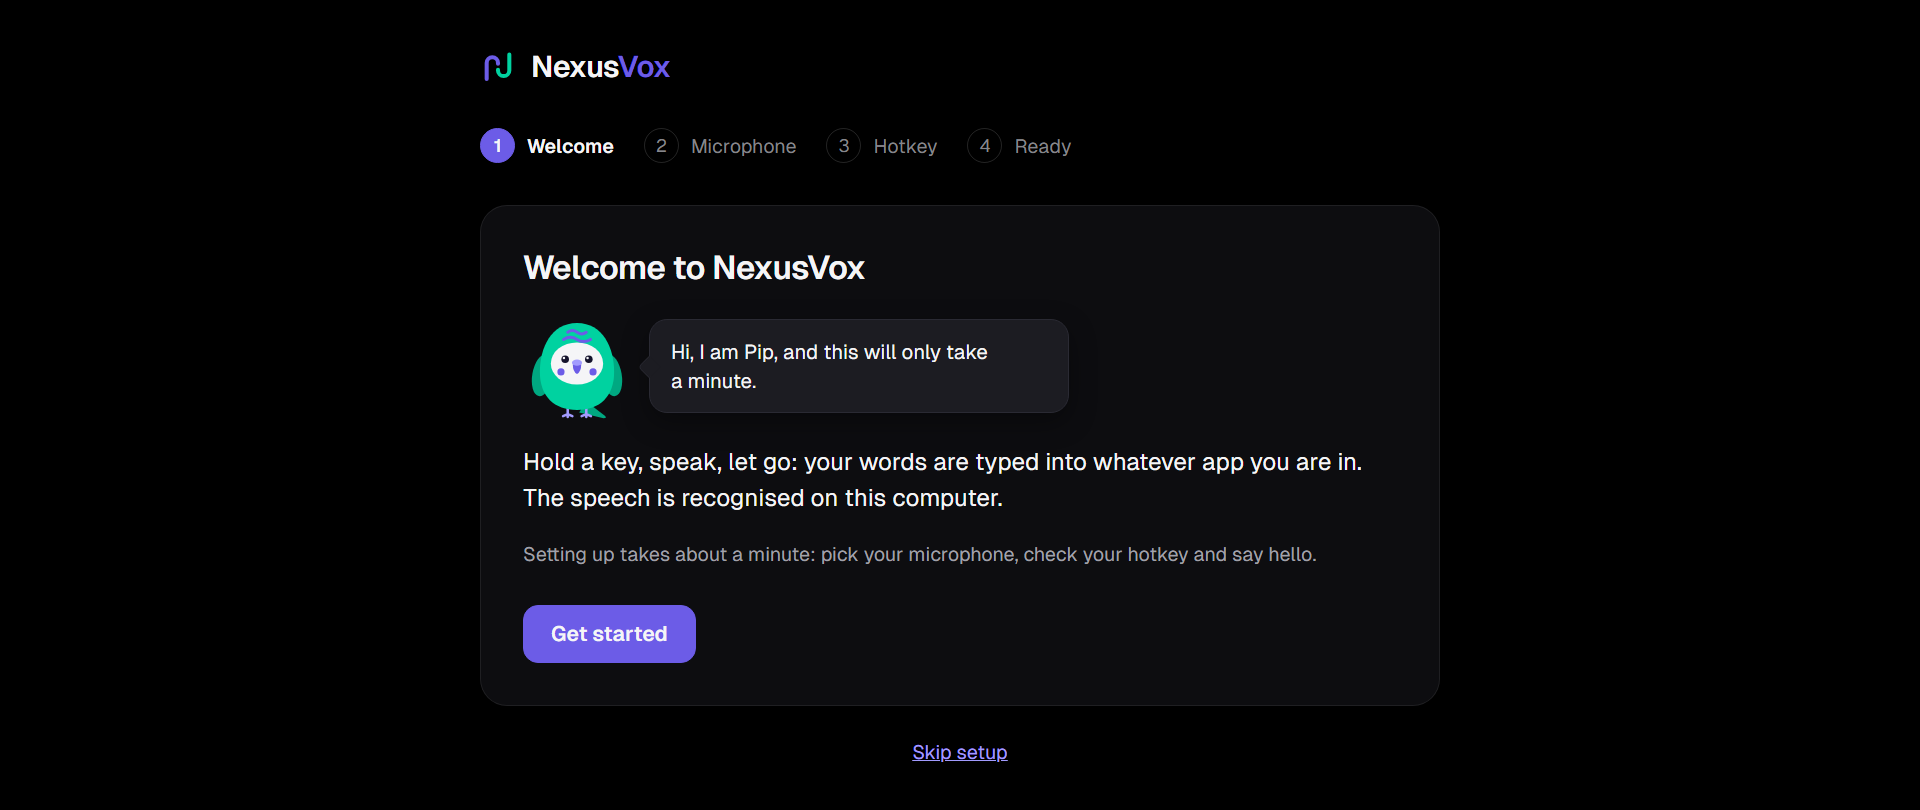 NexusVox
1 Welcome 2 Microphone 3 Hotkey 4 Ready
Welcome to NexusVox
Hi, I am Pip, and this will only take
a minute.
Hold a key, speak, let go: your words are typed into whatever app you are in.
The speech is recognised on this computer.
Setting up takes about a minute: pick your microphone, check your hotkey and say hello.
Get started
Skip setup